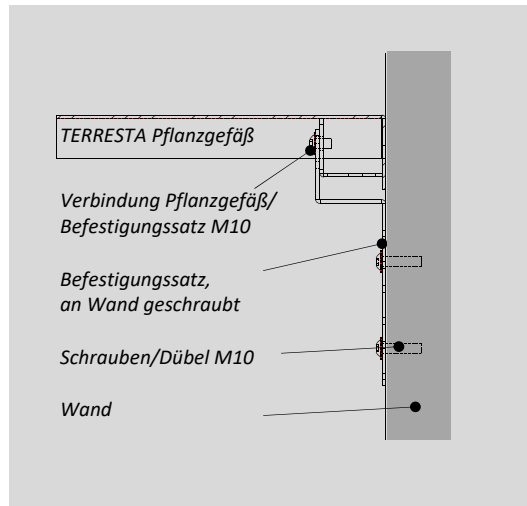 TERRESTA Pflanzgefäß
Verbindung Pflanzgefäß/
Befestigungssatz M10
Befestigungssatz,
an Wand geschraubt
Schrauben/Dübel M10
Wand